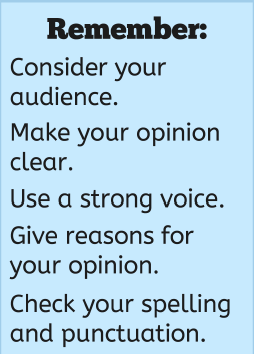 Remember:
Consider your
audience.
Make your opinion
clear.
Use a strong voice.
Give reasons for
your opinion.
Check your spelling
and punctuation.